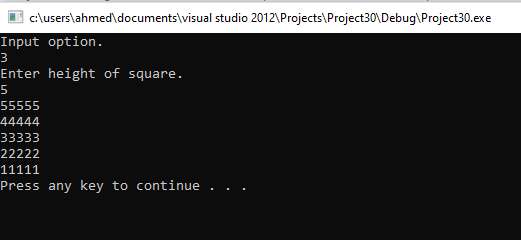 c:\users\ahmed\documents\visual studio 2012\Projects\Project30\Debug\Project30.exe
Input option.
3
Enter height of square.
5
55555
44444
33333
22222
11111
Press any key to continue . . .